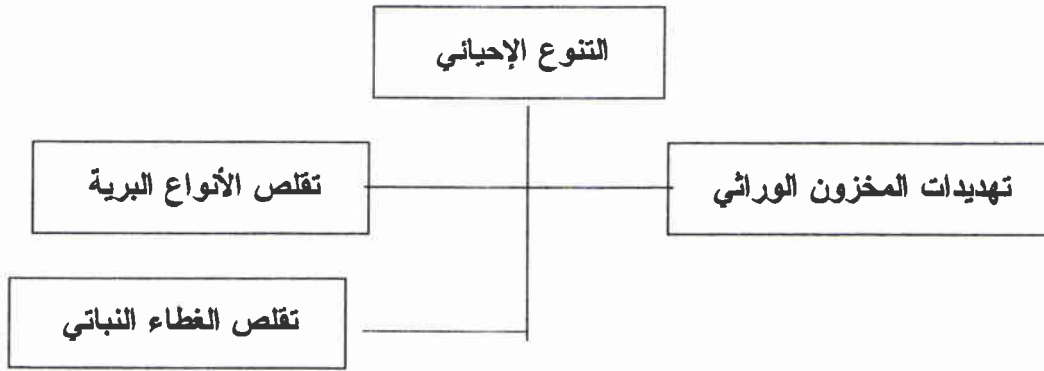 التنوع الإحيائي
تهديدات المخزون الوراثي
تقلص الأنواع البرية
تقلص الغطاء النباتي